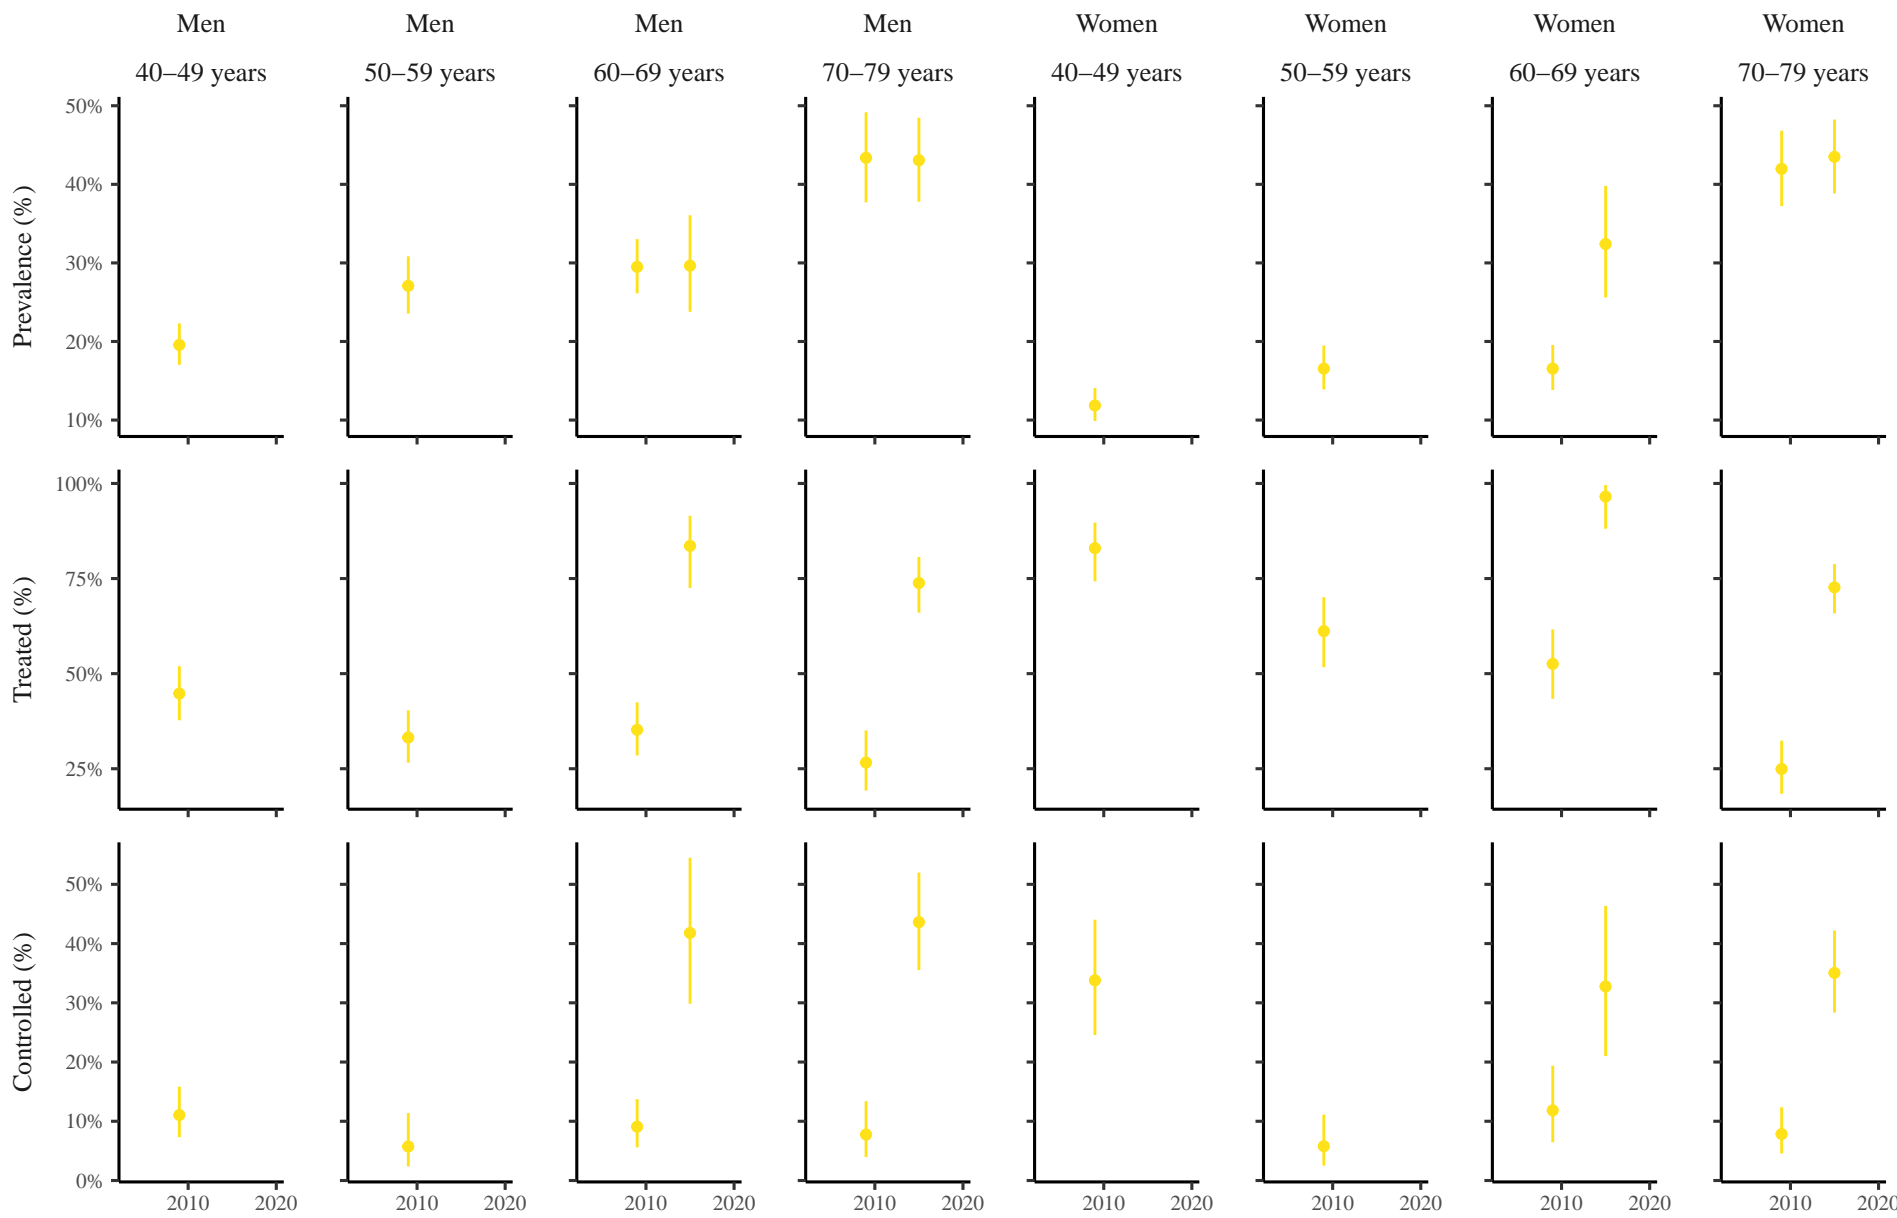 Men Men Men Men Women Women Women Women
40–49 years 50–59 years 60–69 years 70–79 years 40–49 years 50–59 years 60–69 years 70–79 years
Prevalence (%)
50%
40%
30%
20%
10%
Treated (%)
100%
75%
50%
25%
Controlled (%)
50%
40%
30%
20%
10%
0%
2010 2020 2010 2020 2010 2020 2010 2020 2010 2020 2010 2020 2010 2020 2010 2020